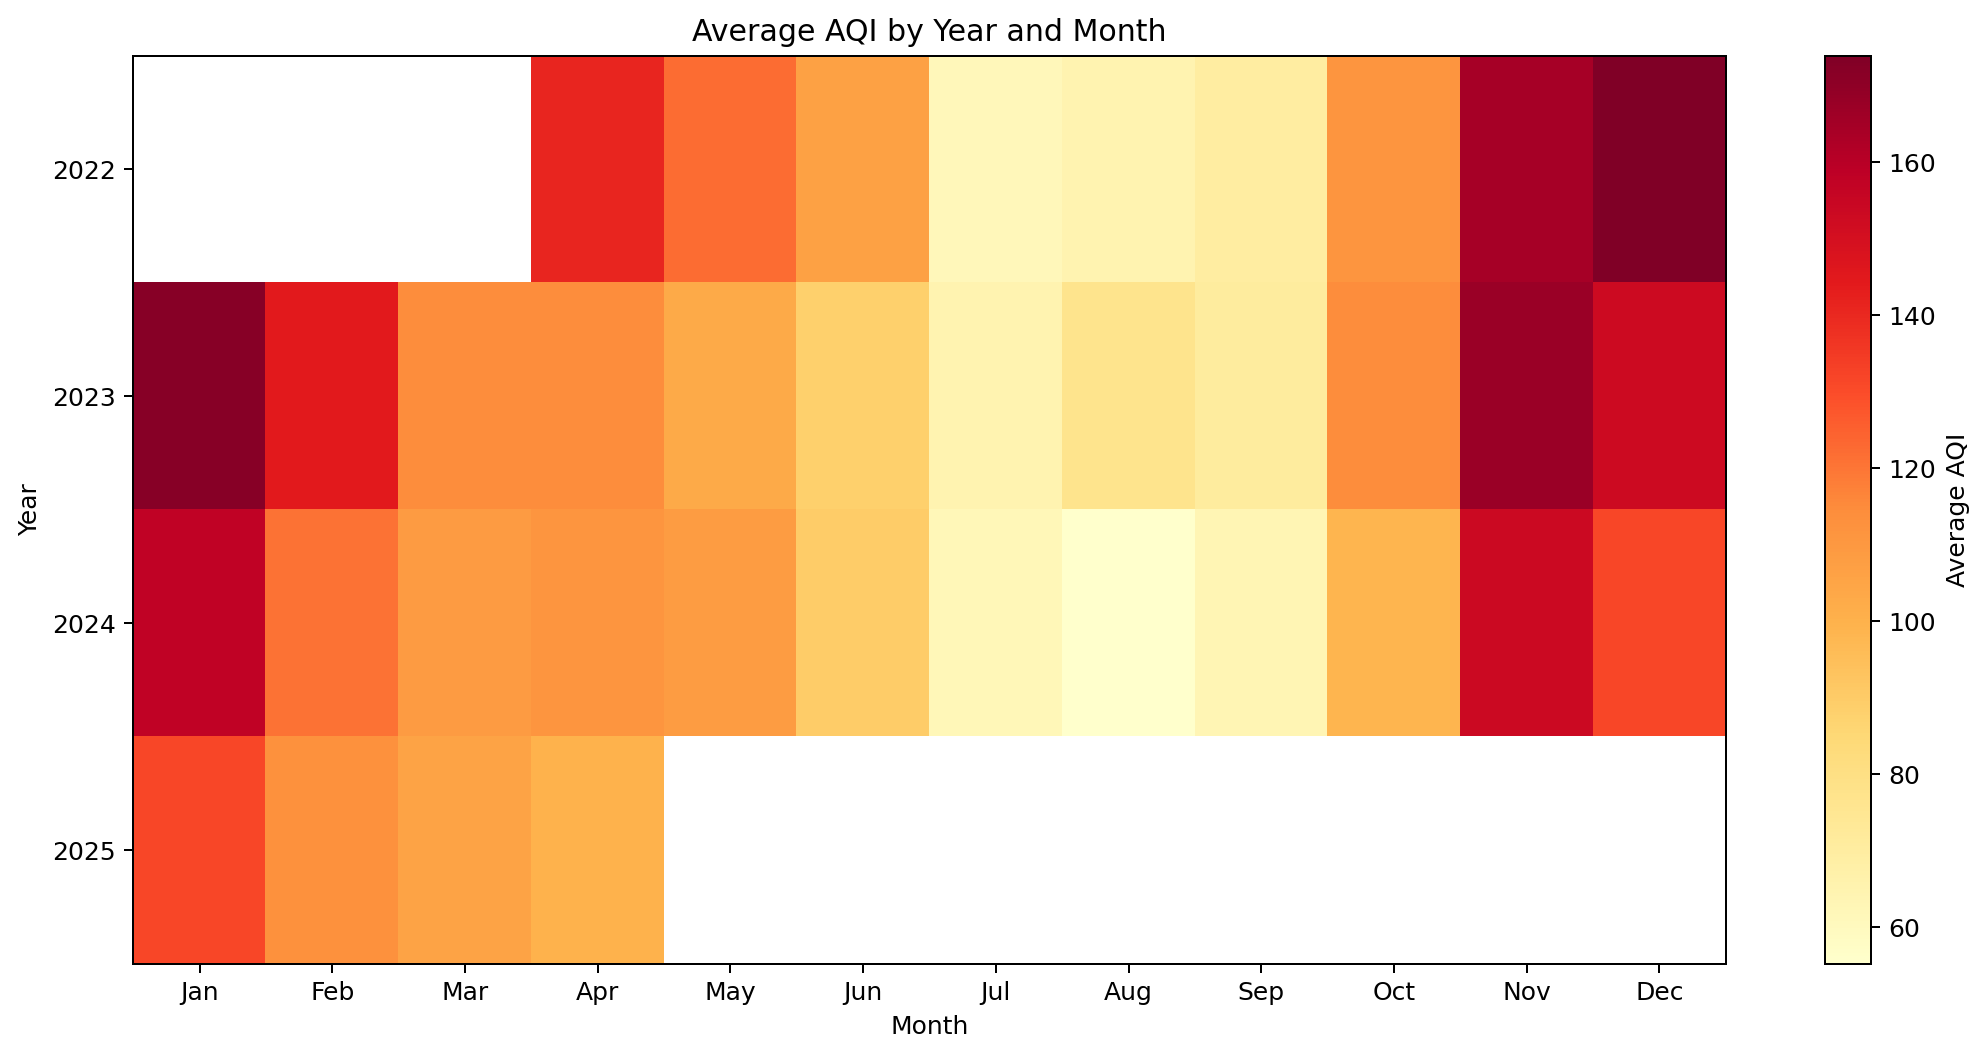 Average AQI by Year and Month
Year
2022
2023
2024
2025
Jan Feb Mar Apr May Jun Jul Aug Sep Oct Nov Dec
Month
160
140
120
100
80
60
Average AQI